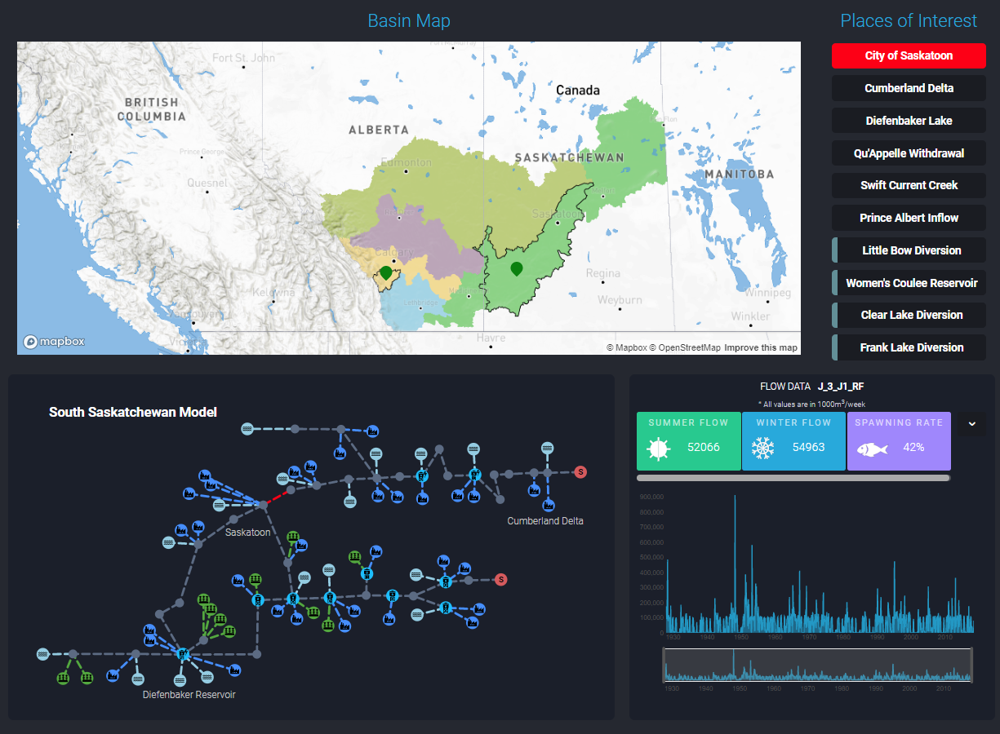 Basin Map
Places of Interest
Fort St. John
Canada
BRITISH
COLUMBIA
ALBERTA
Prince George
Quesnel
Edmonton
SASKATCHEWAN
MANITOBA
Saskatoon
Calgary
Lethbridge
Regina
Kelowna
Weyburn
Winnipeg
Vancouver
Winkler
Havre
mapbox
© Mapbox © OpenStreetMap Improve this map
City of Saskatoon
Cumberland Delta
Diefenbaker Lake
Qu'Appelle Withdrawal
Swift Current Creek
Prince Albert Inflow
Little Bow Diversion
Women's Coulee Reservoir
Clear Lake Diversion
Frank Lake Diversion
South Saskatchewan Model
S
Cumberland Delta
Saskatoon
S
Diefenbaker Reservoir
FLOW DATA J_3_J1_RF
* All values are in 1000m³/week
SUMMER FLOW
52066
WINTER FLOW
54963
SPAWNING RATE
42%
900,000
800,000
700,000
600,000
500,000
400,000
300,000
200,000
100,000
0
1930 1940 1950 1960 1970 1980 1990 2000 2010
1930 1940 1950 1960 1970 1980 1990 2000 2010